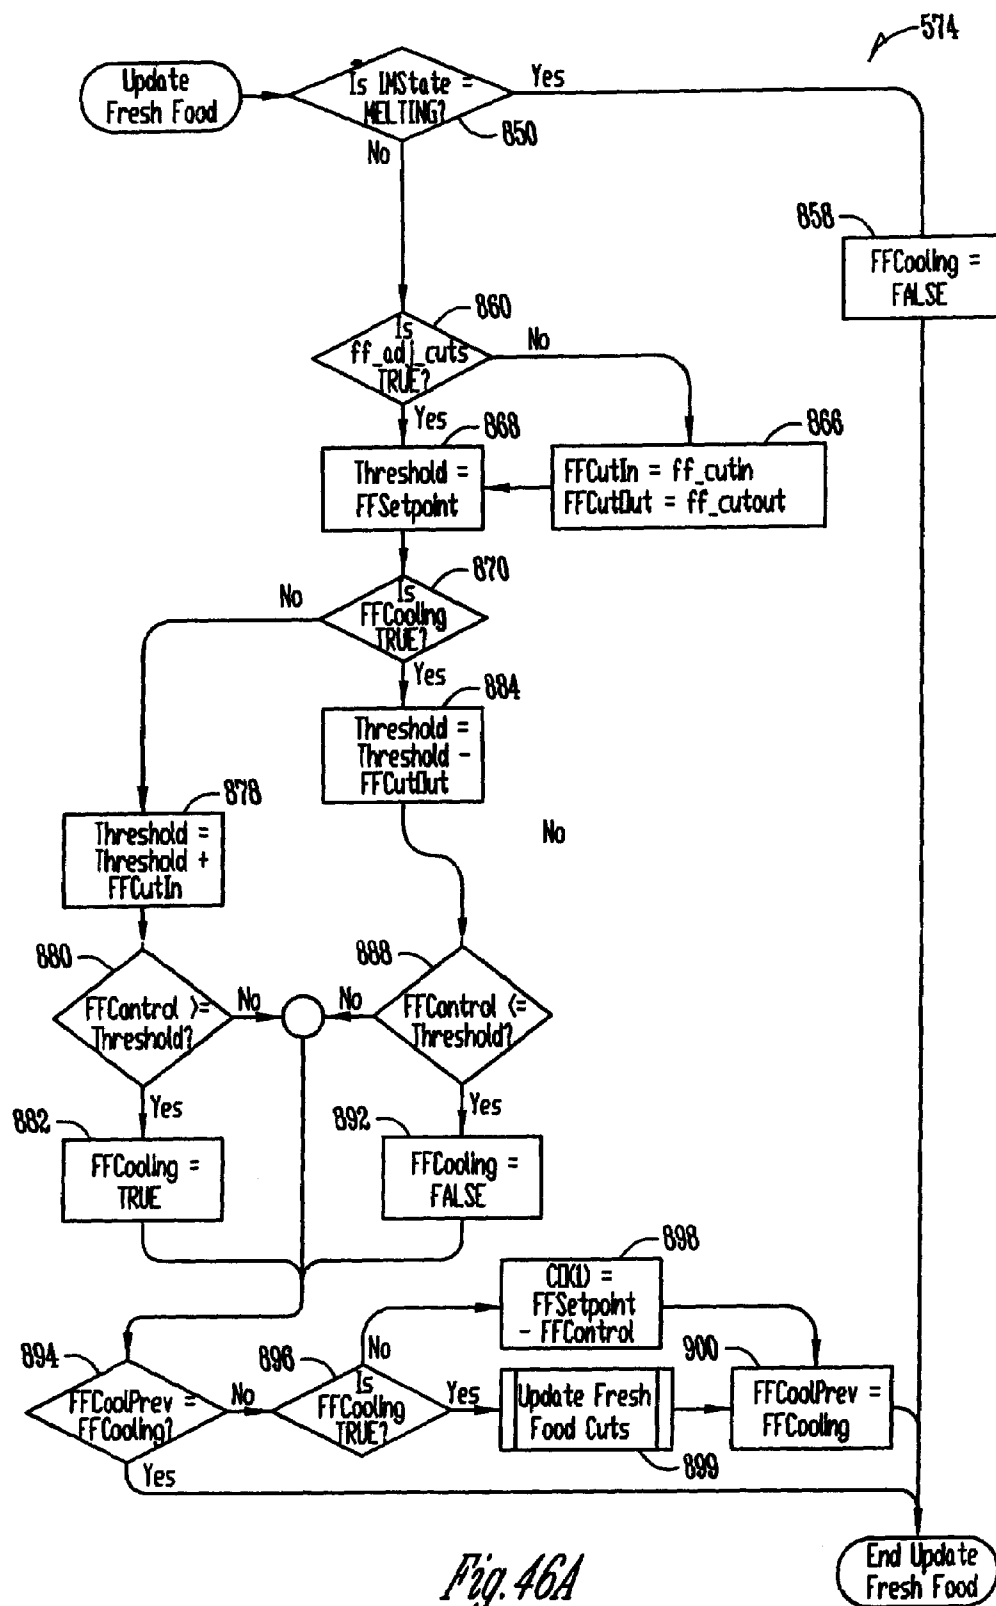 574
Update
Fresh Food
Is IMState =
MELTING?
Yes
850
No
858
FFCooling =
FALSE
860
Is
ff_adj_cuts
TRUE?
No
Yes
868
866
Threshold =
FFSetpoint
FFCutIn = ff_cutin
FFCutOut = ff_cutout
870
Is
FFCooling
TRUE?
No
Yes
884
Threshold =
Threshold -
FFCutOut
878
Threshold =
Threshold +
FFCutIn
No
880
FFControl >=
Threshold?
No
888
FFControl <=
Threshold?
No
Yes
Yes
882
FFCooling =
TRUE
892
FFCooling =
FALSE
898
CO(1) =
FFSetpoint
- FFControl
894
FFCoolPrev =
FFCooling?
No
Yes
896
Is
FFCooling
TRUE?
No
Yes
Update Fresh
Food Cuts
899
900
FFCoolPrev =
FFCooling
End Update
Fresh Food
Fig. 46A